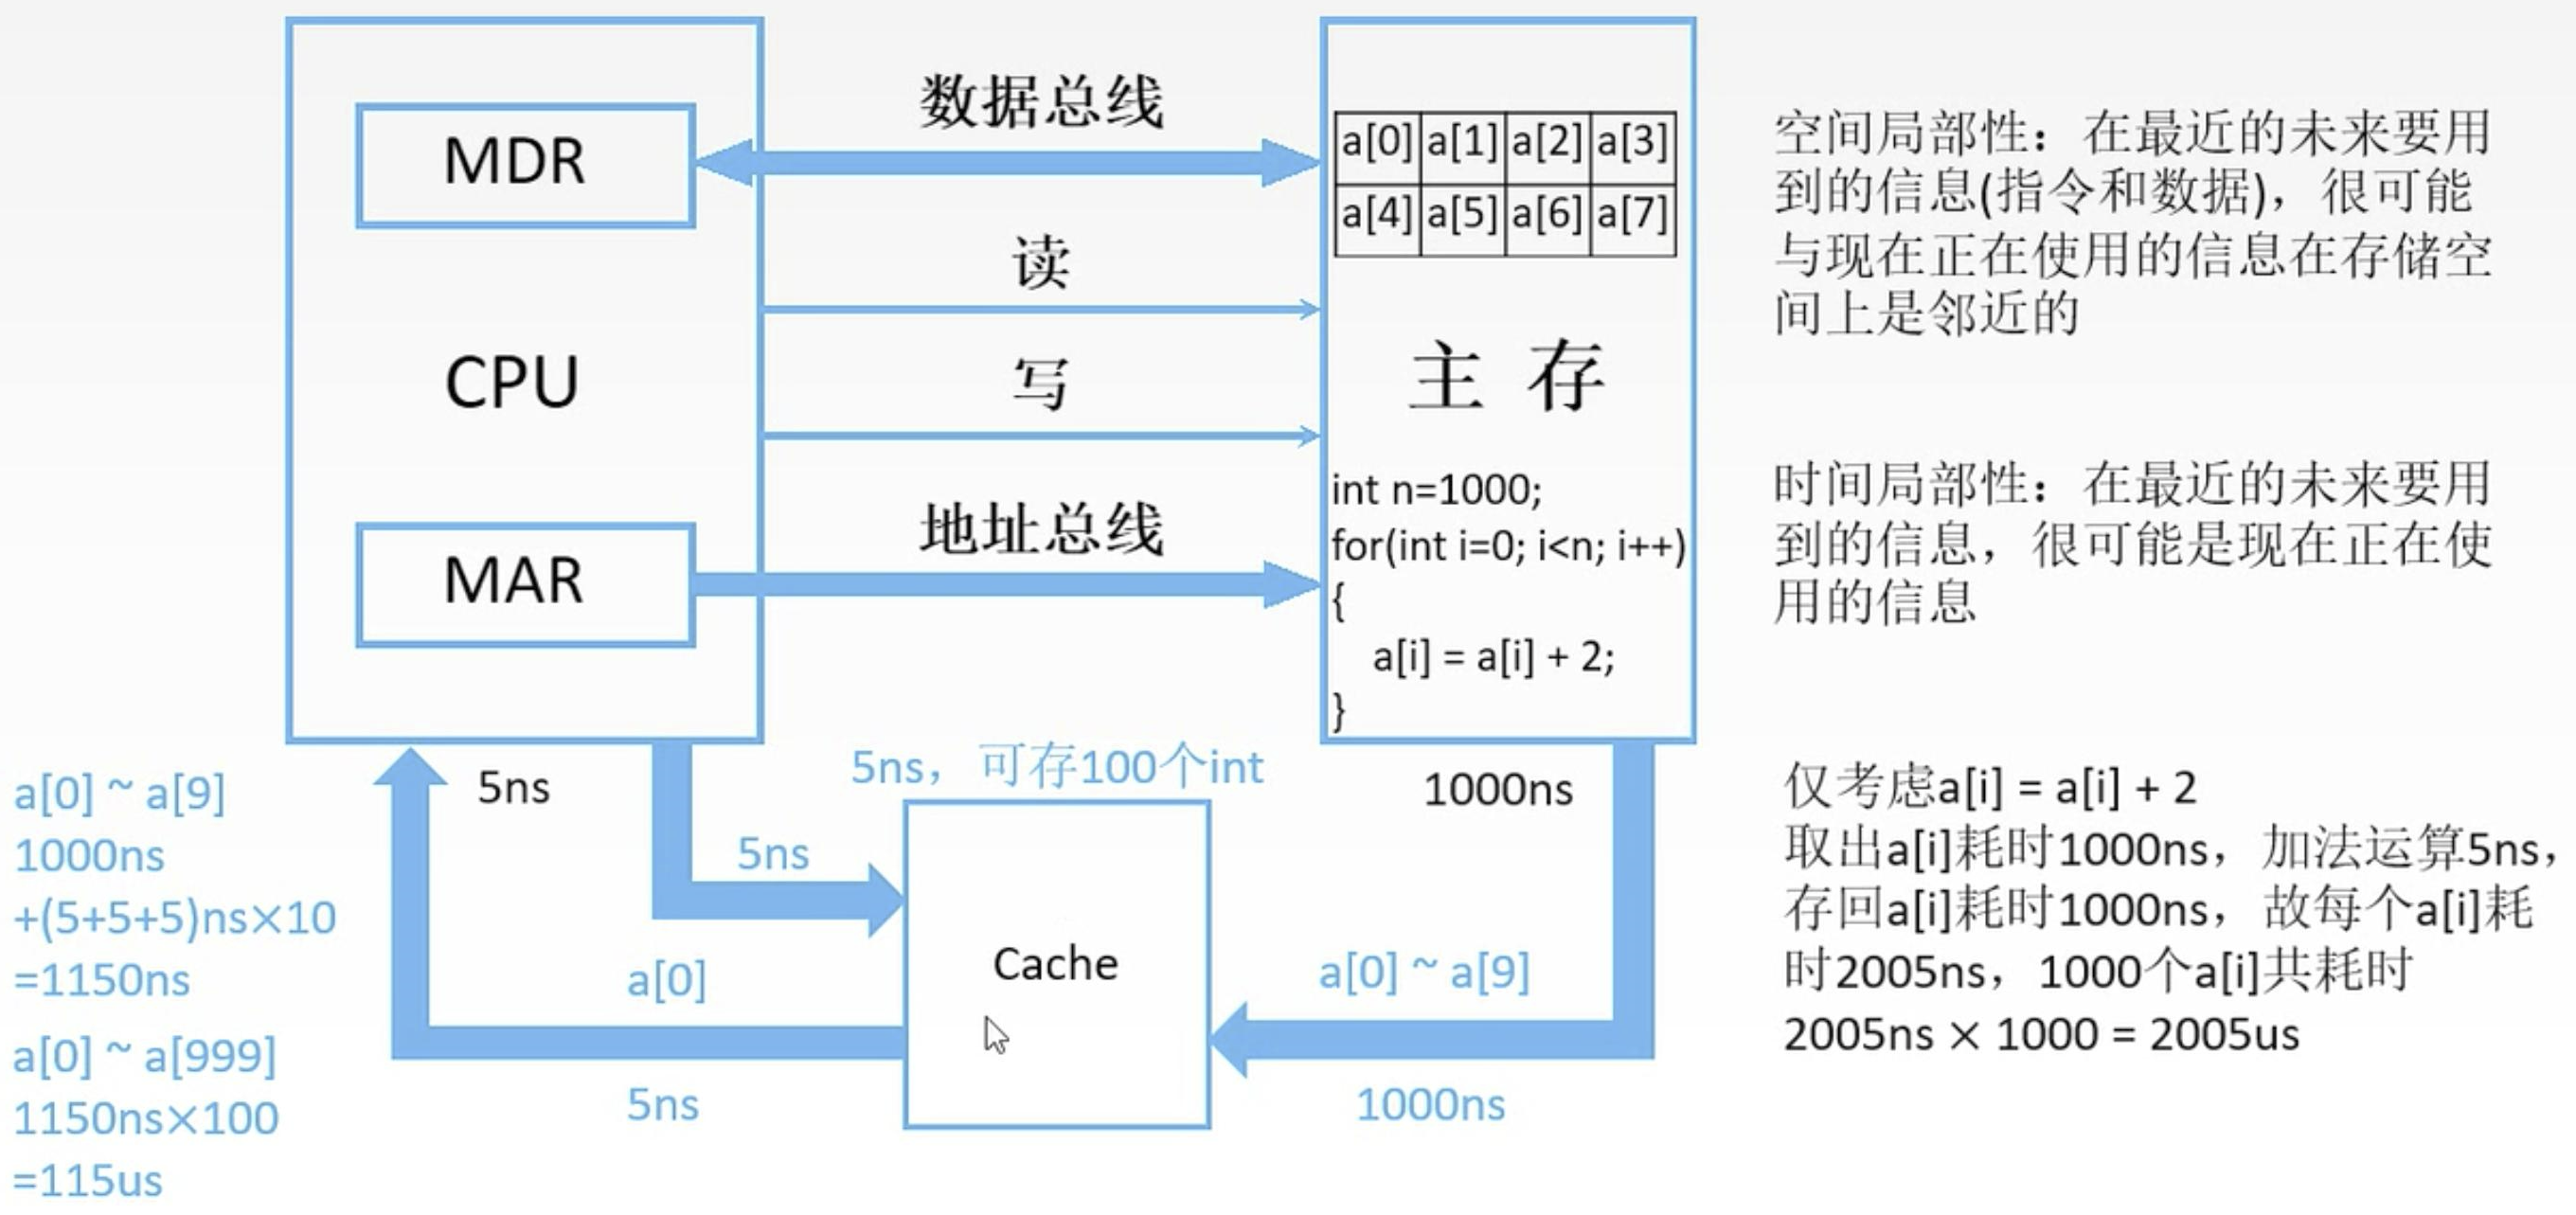 数据总线
MDR
a[0] a[1] a[2] a[3]
a[4] a[5] a[6] a[7]
读
CPU
写
主 存
地址总线
MAR
int n=1000;
for(int i=0; i<n; i++)
{
a[i] = a[i] + 2;
}
空间局部性：在最近的未来要用
到的信息(指令和数据)，很可能
与现在正在使用的信息在存储空
间上是邻近的
时间局部性：在最近的未来要用
到的信息，很可能是现在正在使
用的信息
a[0] ~ a[9]
1000ns
+(5+5+5)ns×10
=1150ns
a[0] ~ a[999]
1150ns×100
=115us
5ns
5ns，可存100个int
5ns
Cache
a[0]
5ns
1000ns
a[0] ~ a[9]
1000ns
仅考虑a[i] = a[i] + 2
取出a[i]耗时1000ns，加法运算5ns，
存回a[i]耗时1000ns，故每个a[i]耗
时2005ns，1000个a[i]共耗时
2005ns × 1000 = 2005us